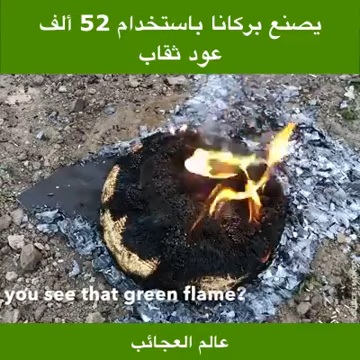 يصنع بركانا باستخدام 52 ألف
عود ثقاب
you see that green flame?
عالم العجائب